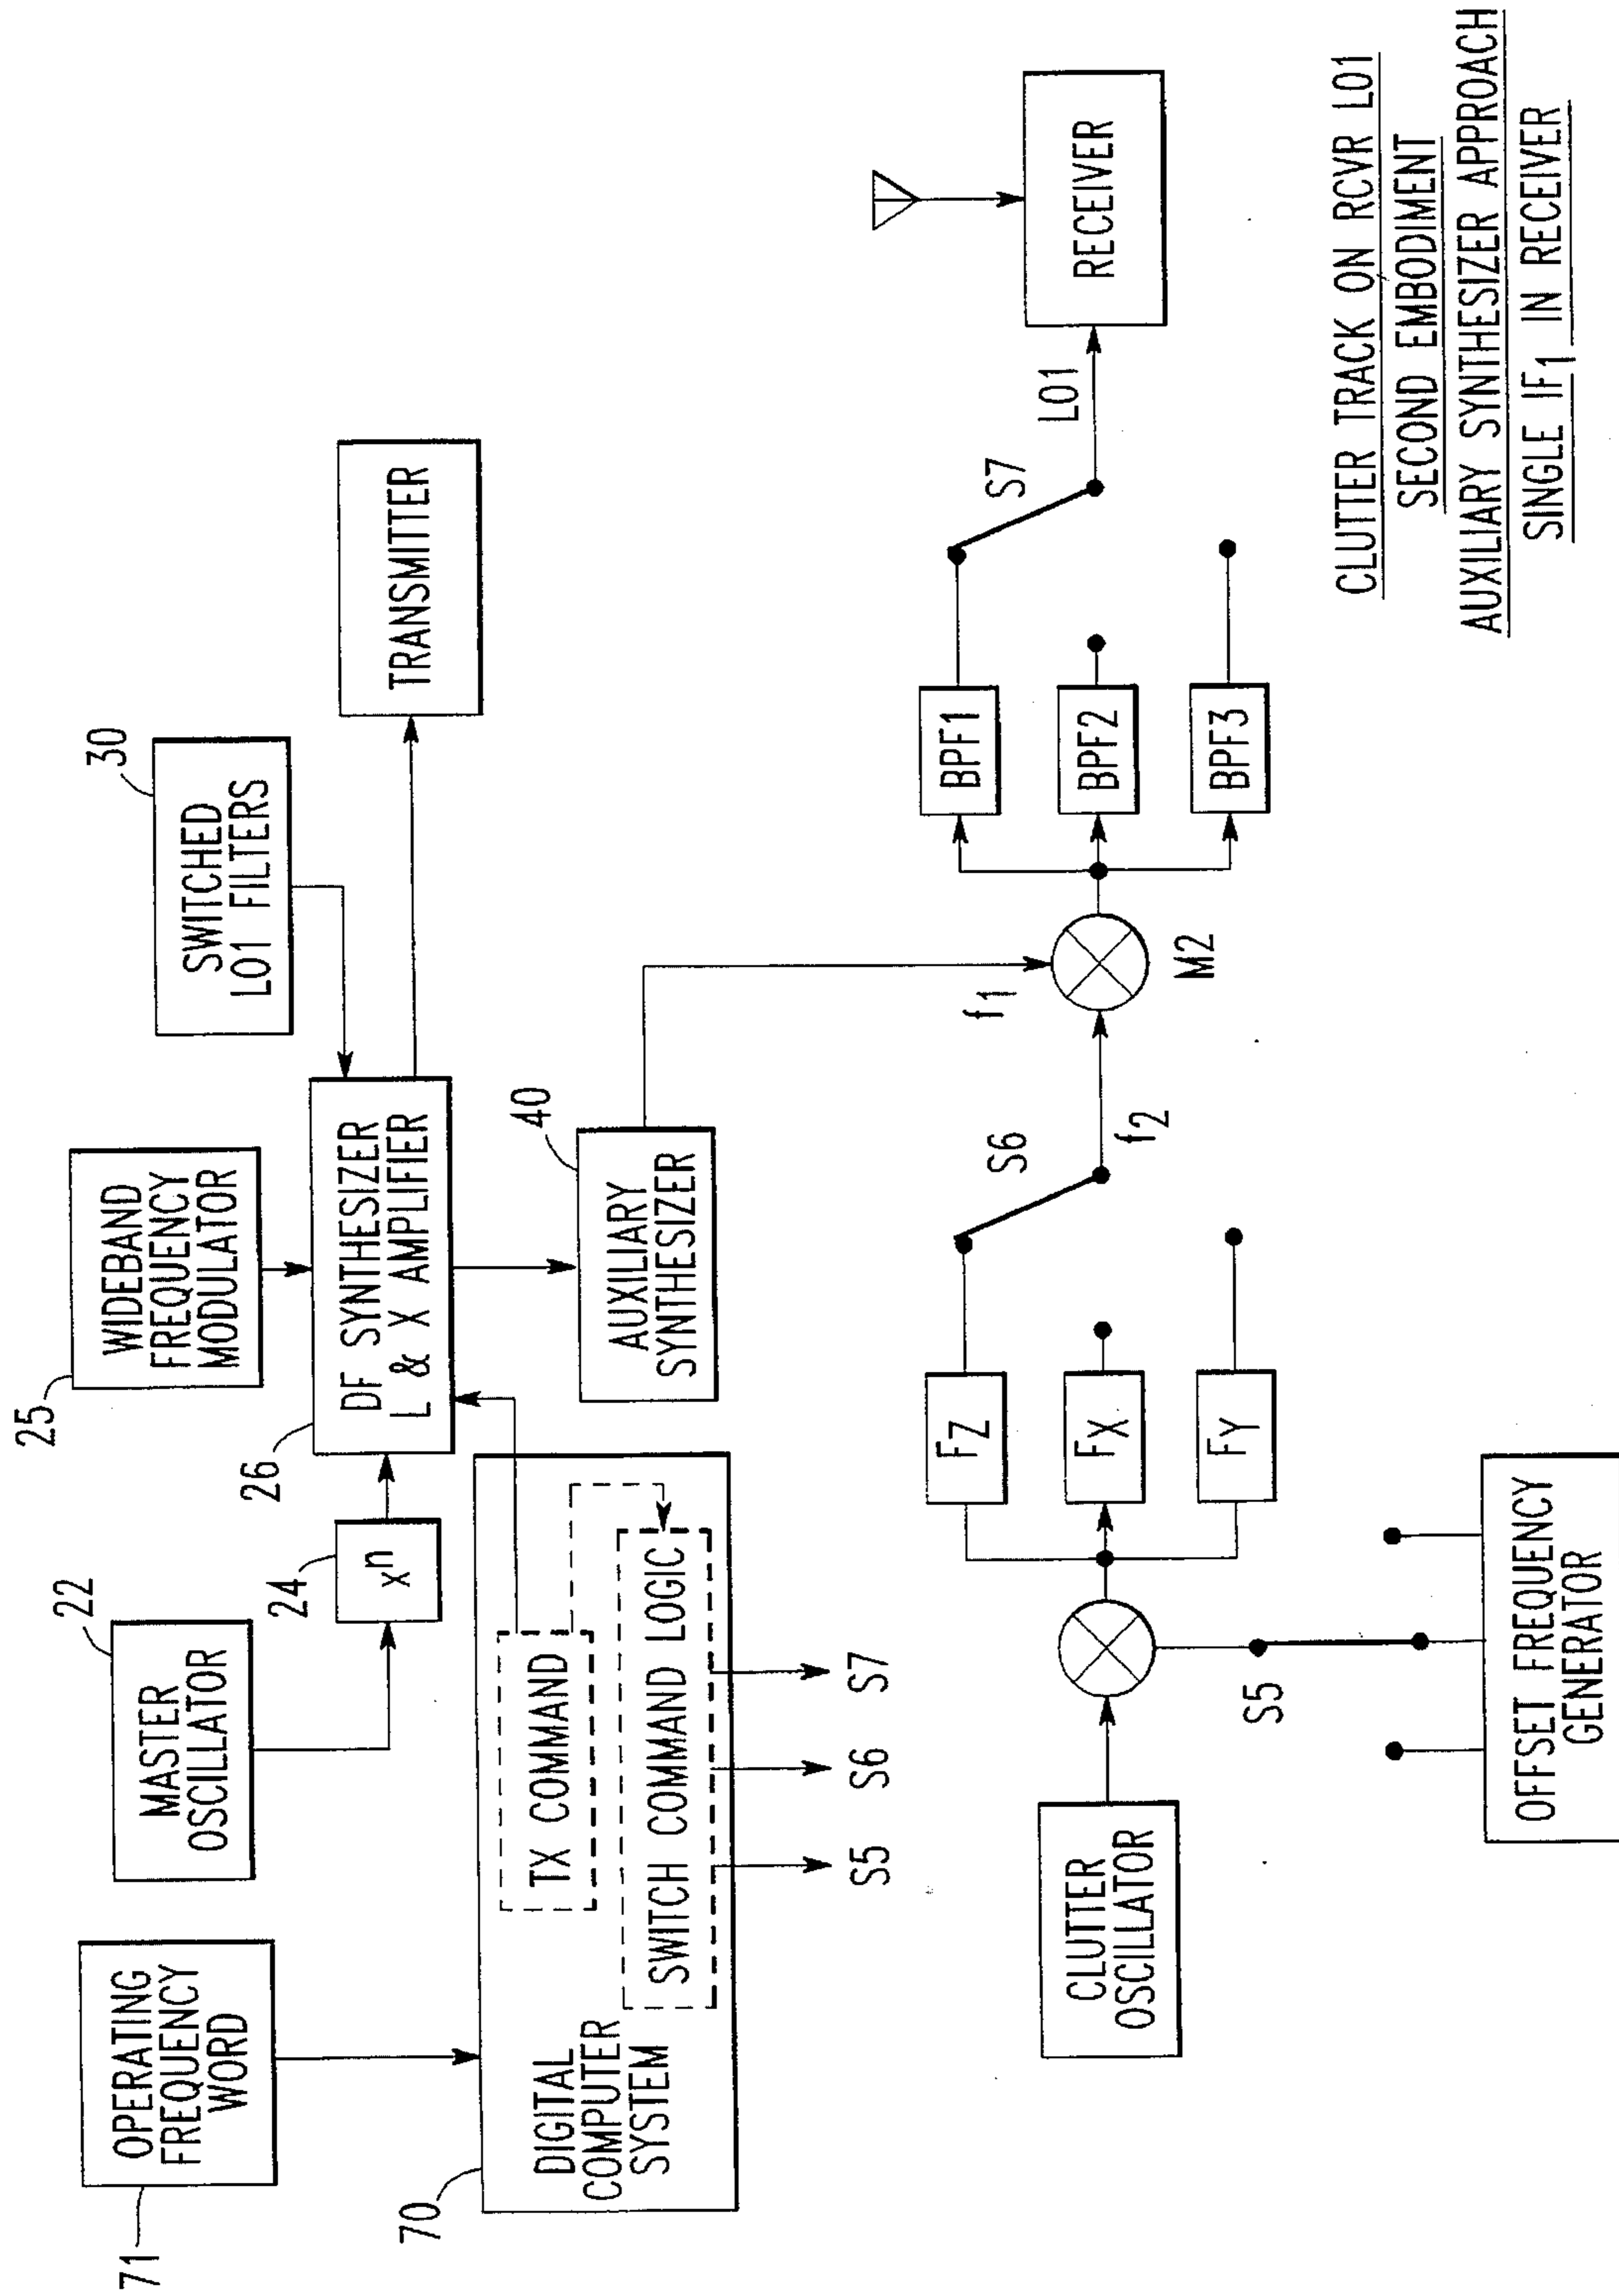 71
OPERATING
FREQUENCY
WORD
22
MASTER
OSCILLATOR
24
xn
25
WIDEBAND
FREQUENCY
MODULATOR
30
SWITCHED
LO1 FILTERS
26
DF SYNTHESIZER
L & X AMPLIFIER
TRANSMITTER
70
DIGITAL
COMPUTER
SYSTEM
TX COMMAND
SWITCH COMMAND LOGIC
S5
S6
S7
40
AUXILIARY
SYNTHESIZER
CLUTTER
OSCILLATOR
S5
OFFSET FREQUENCY
GENERATOR
FZ
FX
FY
S6
f2
f1
M2
BPF1
BPF2
BPF3
S7
LO1
RECEIVER
CLUTTER TRACK ON RCVR LO1
SECOND EMBODIMENT
AUXILIARY SYNTHESIZER APPROACH
SINGLE IF1 IN RECEIVER